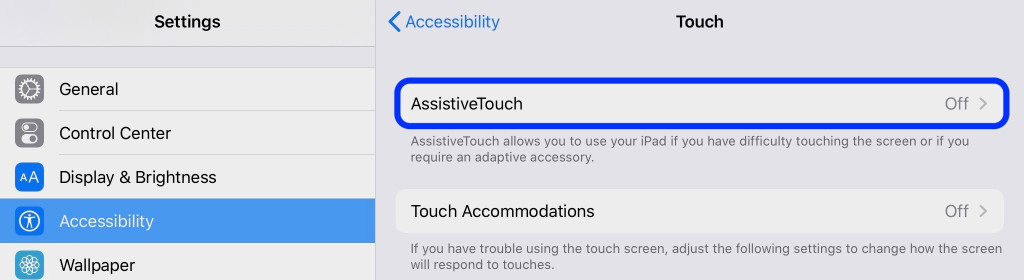 Settings
Accessibility
Touch
General
Control Center
AA Display & Brightness
Accessibility
Wallpaper
AssistiveTouch Off
AssistiveTouch allows you to use your iPad if you have difficulty touching the screen or if you
require an adaptive accessory.
Touch Accommodations Off
If you have trouble using the touch screen, adjust the following settings to change how the screen
will respond to touches.